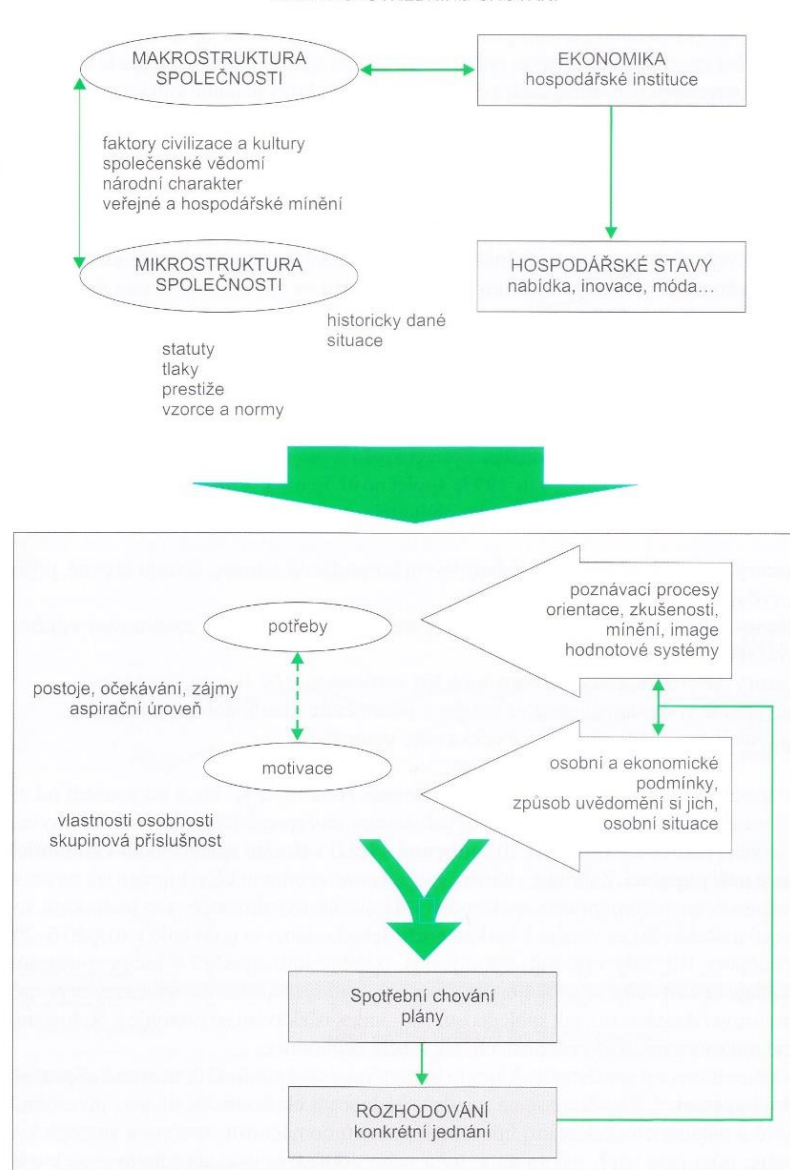 MAKROSTRUKTURA
SPOLEČNOSTI
EKONOMIKA
hospodářské instituce
faktory civilizace a kultury
společenské vědomí
národní charakter
veřejné a hospodářské mínění
MIKROSTRUKTURA
SPOLEČNOSTI
HOSPODÁŘSKÉ STAVY
nabídka, inovace, móda...
historicky dané
situace
statuty
tlaky
prestiže
vzorce a normy
poznávací procesy
orientace, zkušenosti,
mínění, image
hodnotové systémy
potřeby
postoje, očekávání, zájmy
aspirační úroveň
motivace
osobní a ekonomické
podmínky,
způsob uvědomění si jich,
osobní situace
vlastnosti osobnosti
skupinová příslušnost
Spotřební chování
plány
ROZHODOVÁNÍ
konkrétní jednání